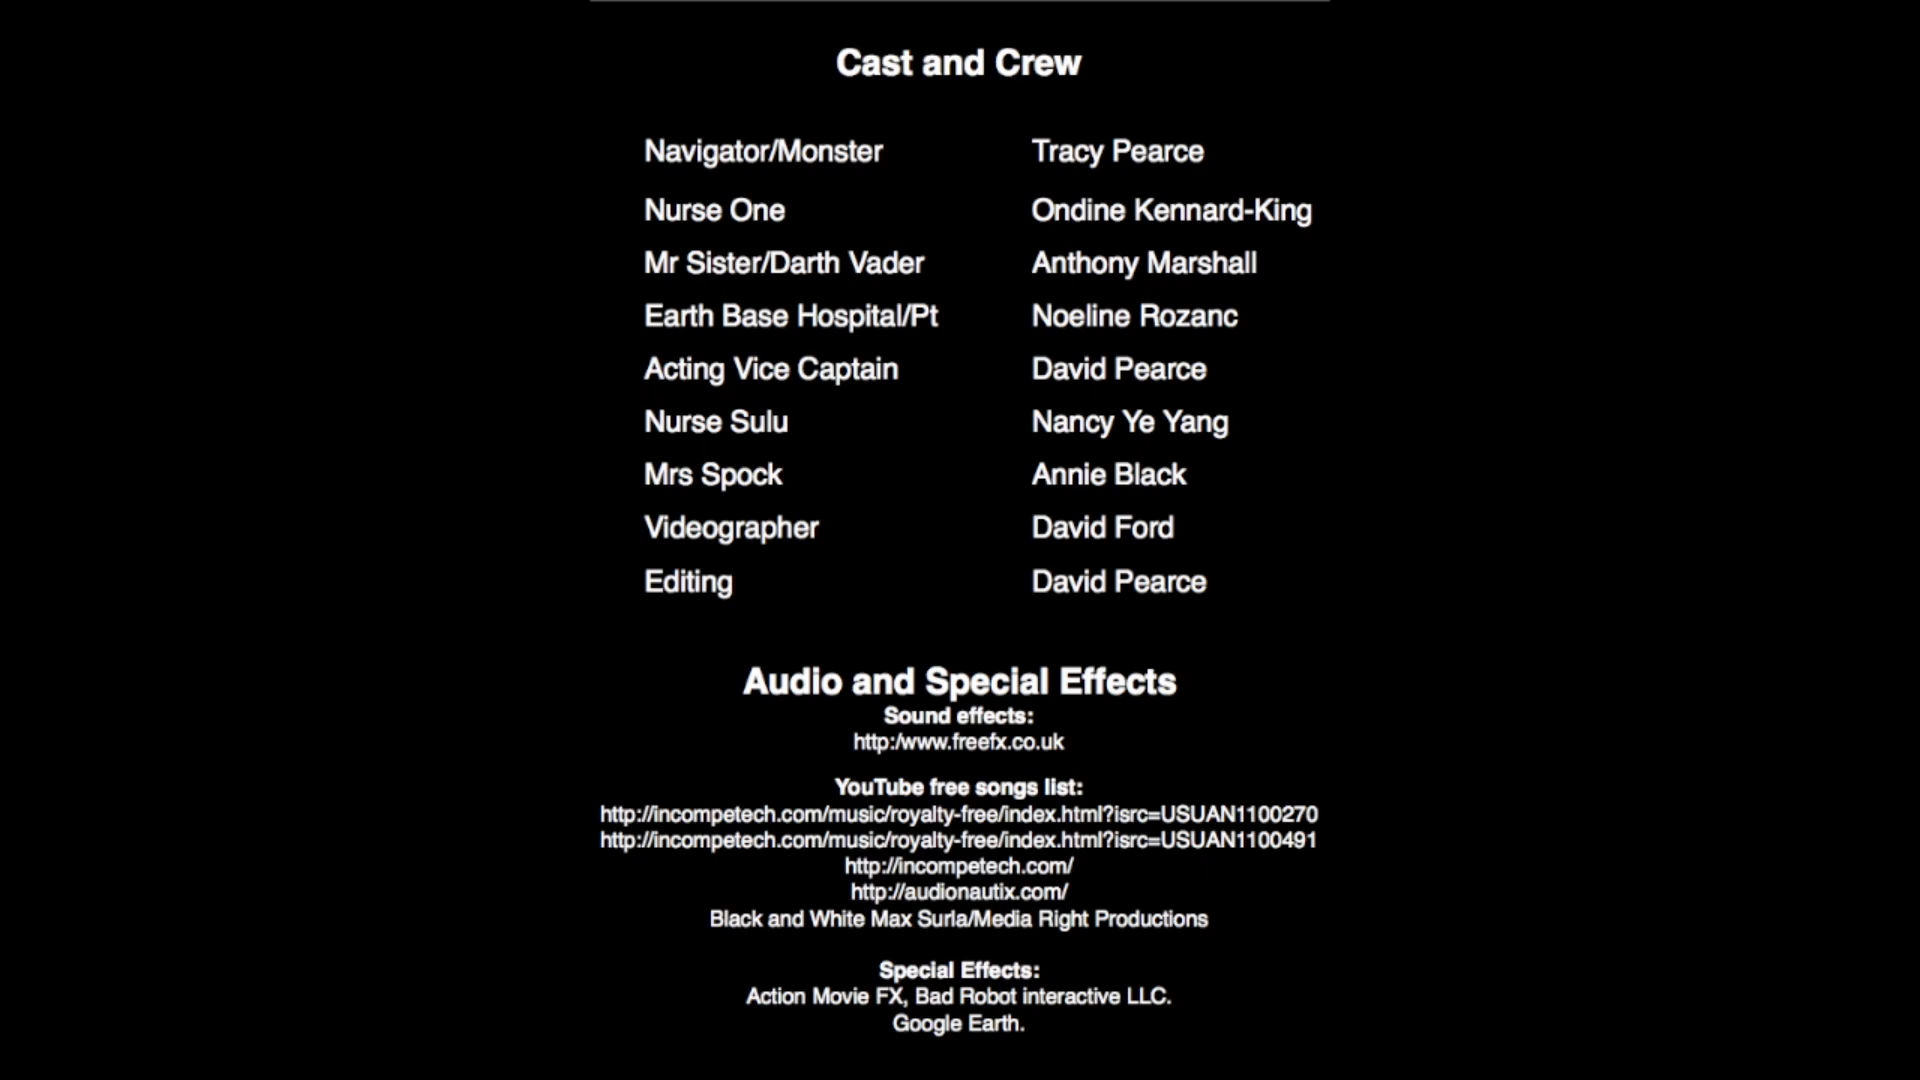 Cast and Crew
Navigator/Monster Tracy Pearce
Nurse One Ondine Kennard-King
Mr Sister/Darth Vader Anthony Marshall
Earth Base Hospital/Pt Noeline Rozanc
Acting Vice Captain David Pearce
Nurse Sulu Nancy Ye Yang
Mrs Spock Annie Black
Videographer David Ford
Editing David Pearce
Audio and Special Effects
Sound effects:
http:/www.freefx.co.uk
YouTube free songs list:
http://incompetech.com/music/royalty-free/index.html?isrc=USUAN1100270
http://incompetech.com/music/royalty-free/index.html?isrc=USUAN1100491
http://incompetech.com/
http://audionautix.com/
Black and White Max Surla/Media Right Productions
Special Effects:
Action Movie FX, Bad Robot interactive LLC.
Google Earth.